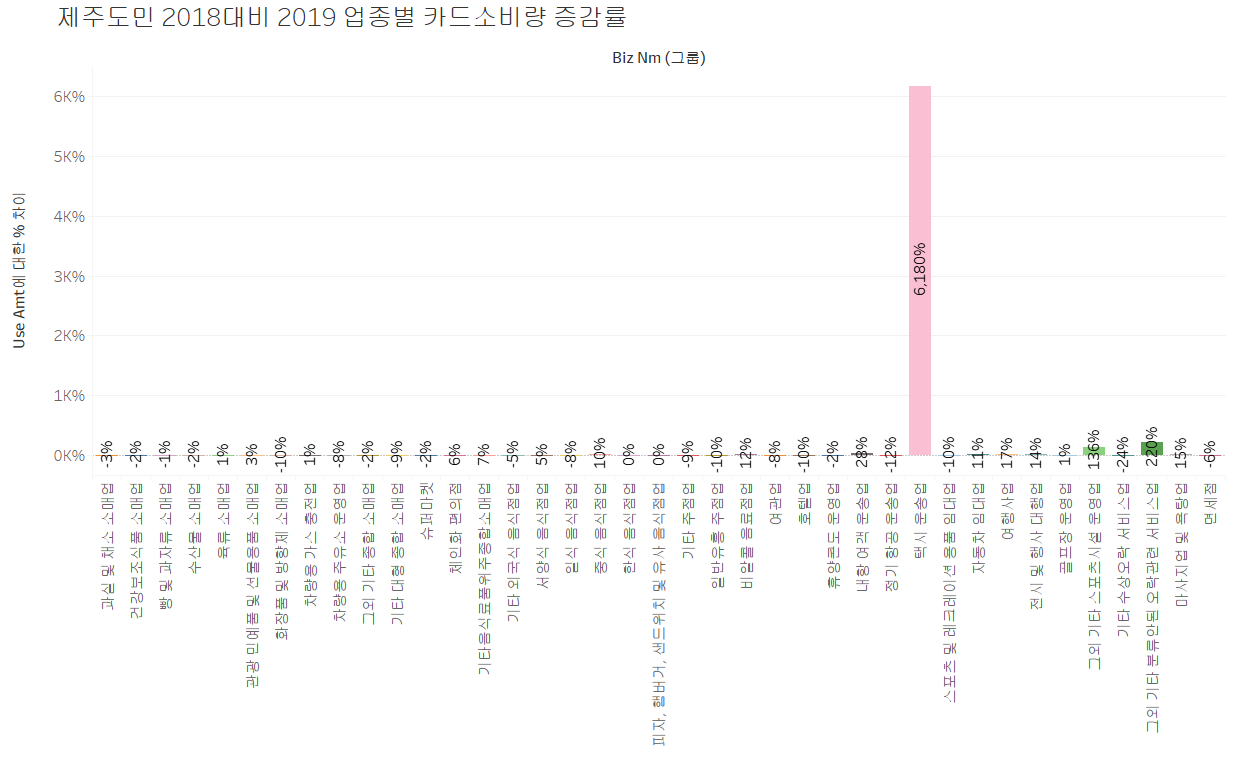 제주도민 2018대비 2019 업종별 카드소비량 증감률
Biz Nm (그룹)
Use Amt에 대한 % 차이
6K%
5K%
4K%
3K%
2K%
1K%
0K%
-3%
-2%
-1%
-2%
1%
3%
-10%
1%
-8%
-2%
-9%
-2%
6%
7%
-5%
5%
-8%
10%
0%
0%
-9%
-10%
12%
-8%
-10%
-2%
28%
-12%
6,180%
-10%
11%
17%
14%
1%
136%
-24%
220%
15%
-6%
과실 및 채소 소매업
건강보조식품 소매업
빵 및 과자류 소매업
수산물 소매업
육류 소매업
관광 민예품 및 선물용품 소매업
화장품 및 방향제 소매업
차량용 가스 충전업
차량용 주유소 운영업
그외 기타 종합 소매업
기타 대형 종합 소매업
슈퍼마켓
체인화 편의점
기타음식료품위주종합소매업
기타 외국식 음식점업
서양식 음식점업
일식 음식점업
중식 음식점업
한식 음식점업
피자, 햄버거, 샌드위치 및 유사 음식점업
기타 주점업
일반유흥 주점업
비알콜 음료점업
여관업
호텔업
휴양콘도 운영업
내항 여객 운송업
정기 항공 운송업
택시 운송업
스포츠 및 레크레이션 용품 임대업
자동차 임대업
여행사업
전시 및 행사 대행업
골프장 운영업
그외 기타 스포츠시설 운영업
기타 수상오락 서비스업
그외 기타 분류안된 오락관련 서비스업
마사지업 및 욕탕업
면세점